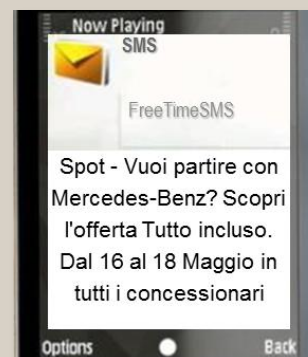 Now Playing
SMS
FreeTimeSMS
Spot - Vuoi partire con
Mercedes-Benz? Scopri
l'offerta Tutto incluso.
Dal 16 al 18 Maggio in
tutti i concessionari
Options
Back